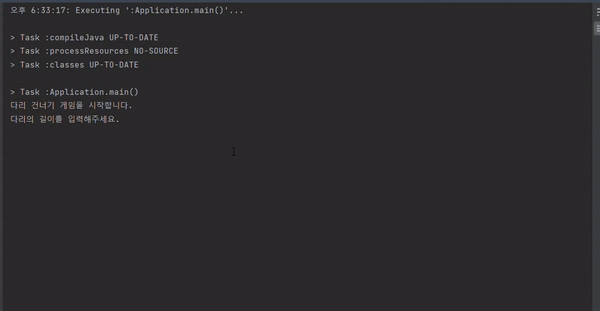 오후 6:33:17: Executing ':Application.main()'...
> Task :compileJava UP-TO-DATE
> Task :processResources NO-SOURCE
> Task :classes UP-TO-DATE
> Task :Application.main()
다리 건너기 게임을 시작합니다.
다리의 길이를 입력해주세요.